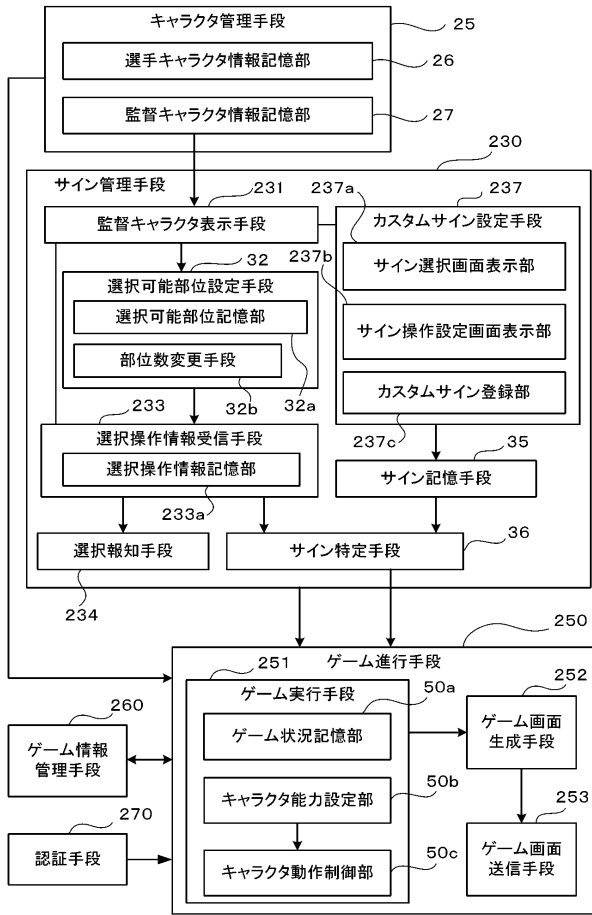 キャラクタ管理手段
25
選手キャラクタ情報記憶部
26
監督キャラクタ情報記憶部
27
230
サイン管理手段
231
237a
237
監督キャラクタ表示手段
カスタムサイン設定手段
サイン選択画面表示部
32
237b
選択可能部位設定手段
選択可能部位記憶部
サイン操作設定画面表示部
部位数変更手段
カスタムサイン登録部
233
32b
32a
選択操作情報受信手段
237c
35
選択操作情報記憶部
サイン記憶手段
233a
選択報知手段
サイン特定手段
36
234
250
ゲーム進行手段
251
ゲーム実行手段
50a
252
260
ゲーム状況記憶部
ゲーム画面
生成手段
ゲーム情報
管理手段
50b
キャラクタ能力設定部
270
253
認証手段
50c
キャラクタ動作制御部
ゲーム画面
送信手段